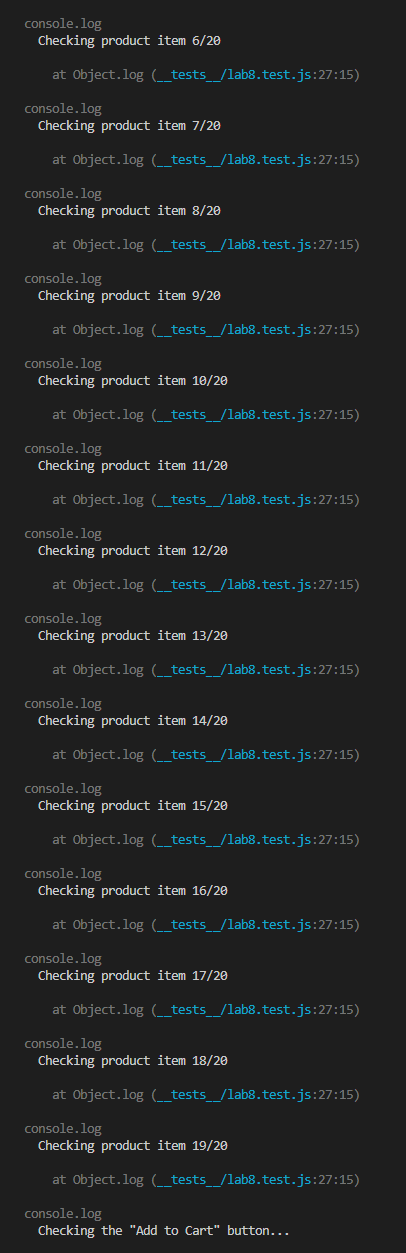 console.log
Checking product item 6/20
at Object.log (__tests__/lab8.test.js:27:15)
console.log
Checking product item 7/20
at Object.log (__tests__/lab8.test.js:27:15)
console.log
Checking product item 8/20
at Object.log (__tests__/lab8.test.js:27:15)
console.log
Checking product item 9/20
at Object.log (__tests__/lab8.test.js:27:15)
console.log
Checking product item 10/20
at Object.log (__tests__/lab8.test.js:27:15)
console.log
Checking product item 11/20
at Object.log (__tests__/lab8.test.js:27:15)
console.log
Checking product item 12/20
at Object.log (__tests__/lab8.test.js:27:15)
console.log
Checking product item 13/20
at Object.log (__tests__/lab8.test.js:27:15)
console.log
Checking product item 14/20
at Object.log (__tests__/lab8.test.js:27:15)
console.log
Checking product item 15/20
at Object.log (__tests__/lab8.test.js:27:15)
console.log
Checking product item 16/20
at Object.log (__tests__/lab8.test.js:27:15)
console.log
Checking product item 17/20
at Object.log (__tests__/lab8.test.js:27:15)
console.log
Checking product item 18/20
at Object.log (__tests__/lab8.test.js:27:15)
console.log
Checking product item 19/20
at Object.log (__tests__/lab8.test.js:27:15)
console.log
Checking the "Add to Cart" button...